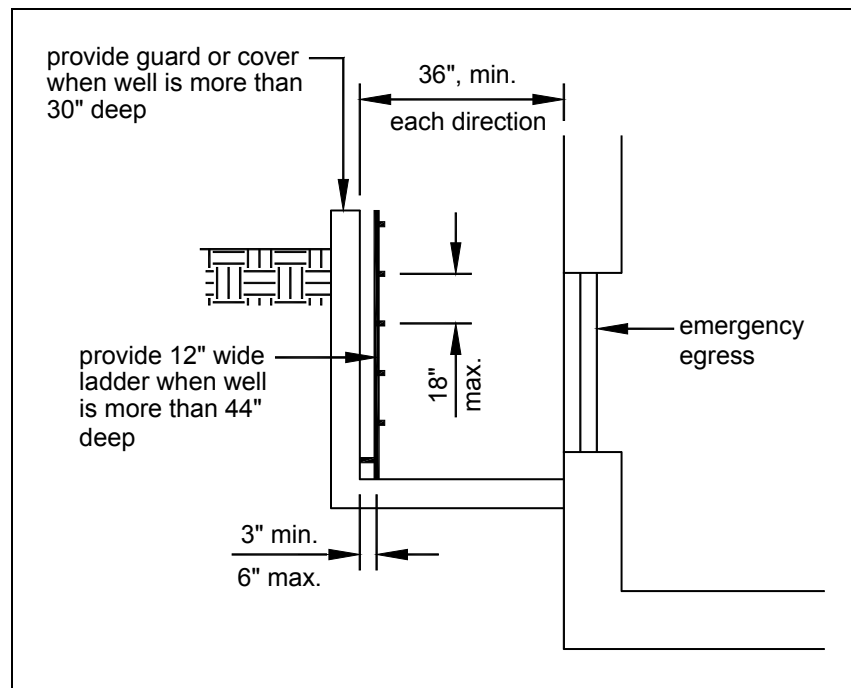 provide guard or cover
when well is more than
30" deep
36", min.
each direction
emergency
egress
provide 12" wide
ladder when well
is more than 44"
deep
18"
max.
3" min.
6" max.